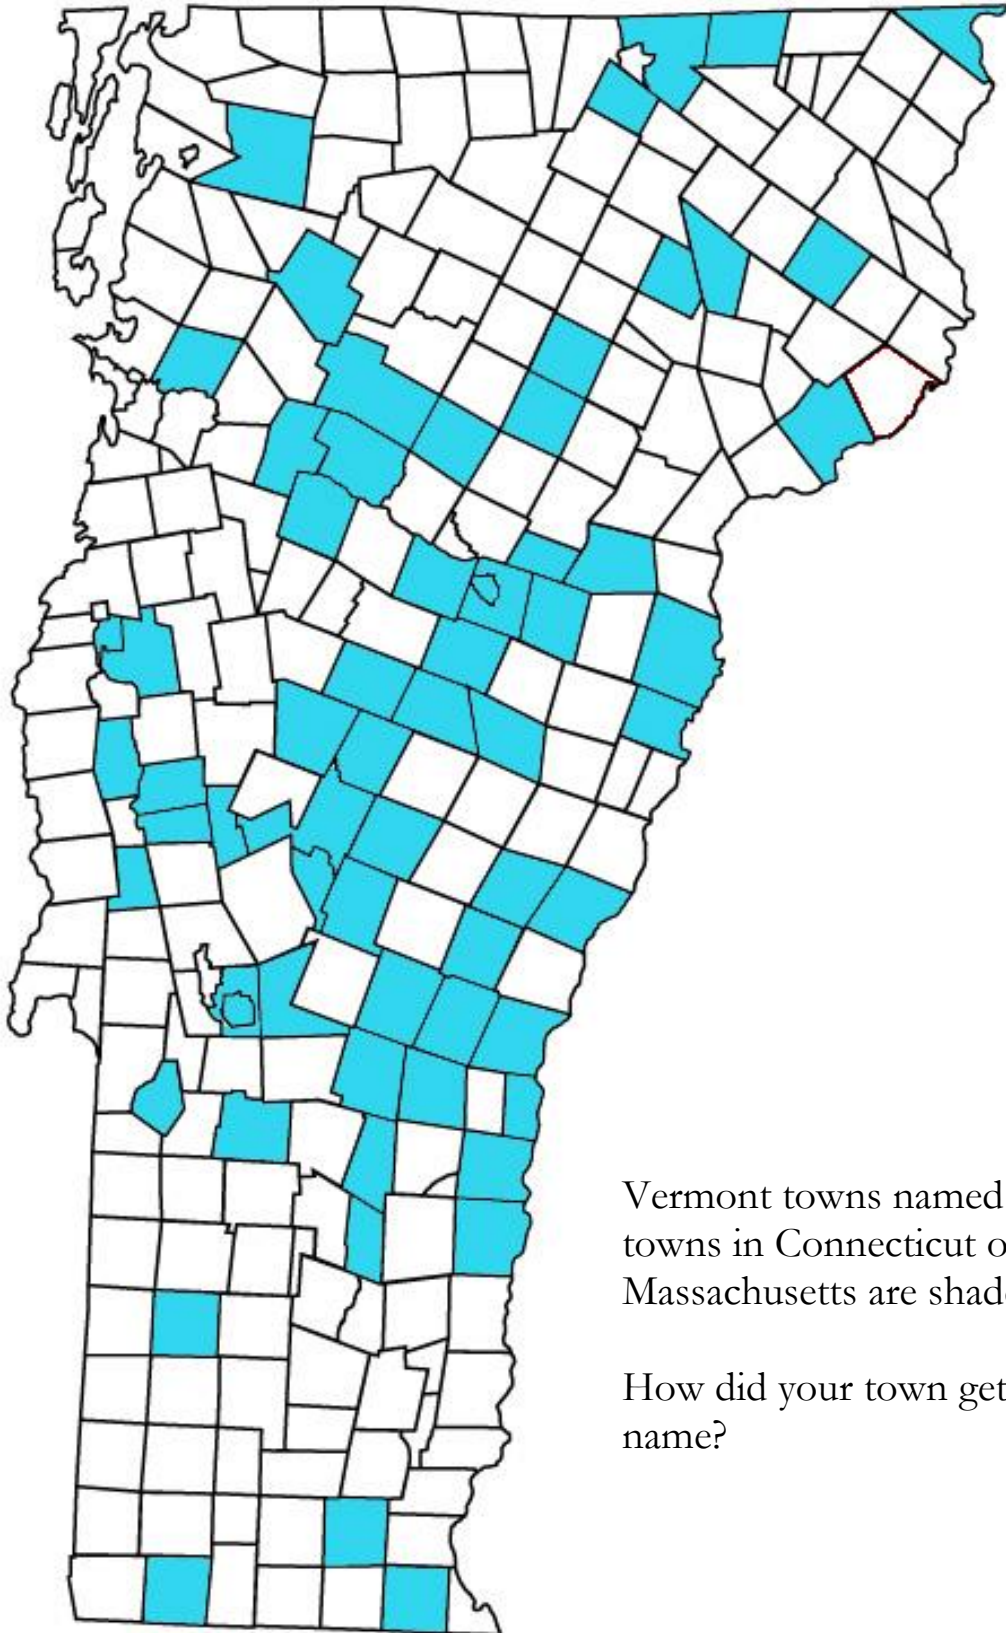 Vermont towns named
towns in Connecticut o
Massachusetts are shad
How did your town get
name?